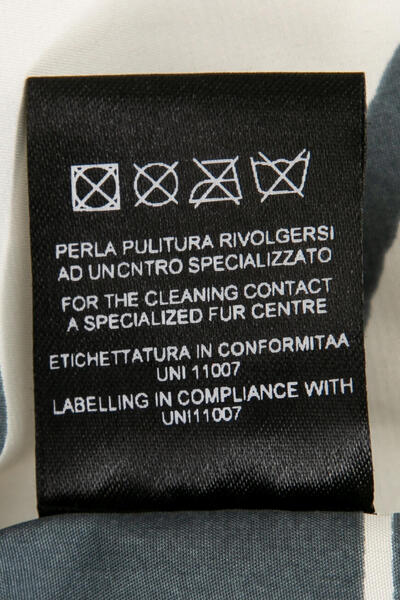 PERLA PULITURA RIVOLGERSI
AD UNCNTRO SPECIALIZZATO
FOR THE CLEANING CONTACT
A SPECIALIZED FUR CENTRE
ETICHETTATURA IN CONFORMITAA
UNI 11007
LABELLING IN COMPLIANCE WITH
UNI11007